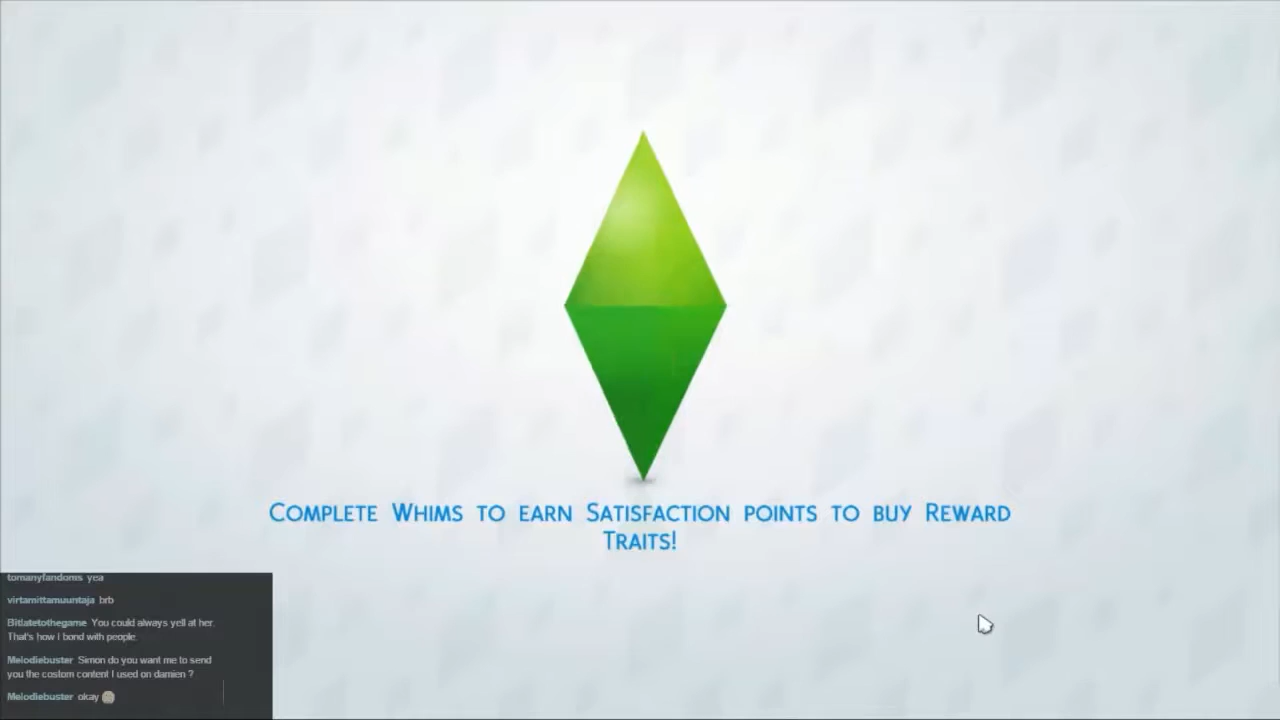 Complete Whims to earn Satisfaction points to buy Reward
Traits!
tomanyfandoms yea
virtamittamuuntaja brb
Bitlatetothegame You could always yell at her.
That's how i bond with people.
Melodiebuster Simon do you want me to send
you the costom content I used on damien ?
Melodiebuster okay